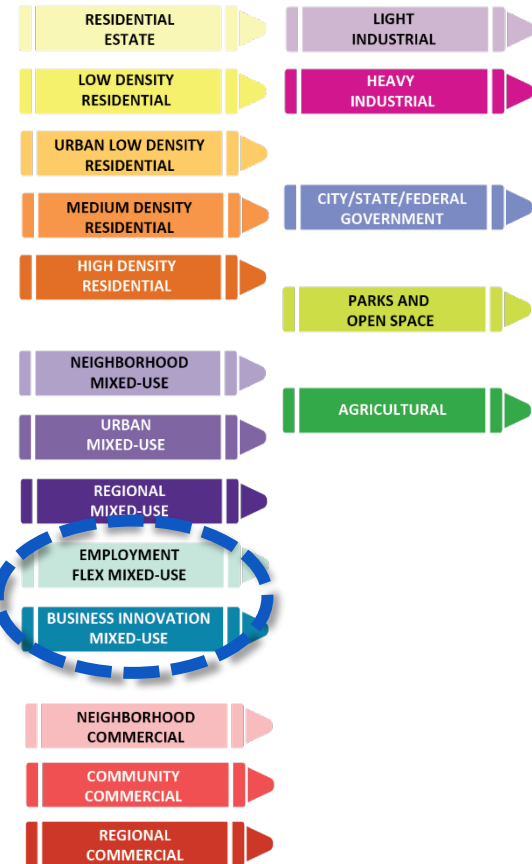 RESIDENTIAL
ESTATE
LOW DENSITY
RESIDENTIAL
URBAN LOW DENSITY
RESIDENTIAL
MEDIUM DENSITY
RESIDENTIAL
HIGH DENSITY
RESIDENTIAL
NEIGHBORHOOD
MIXED-USE
URBAN
MIXED-USE
REGIONAL
MIXED-USE
EMPLOYMENT
FLEX MIXED-USE
BUSINESS INNOVATION
MIXED-USE
NEIGHBORHOOD
COMMERCIAL
COMMUNITY
COMMERCIAL
REGIONAL
COMMERCIAL
LIGHT
INDUSTRIAL
HEAVY
INDUSTRIAL
CITY/STATE/FEDERAL
GOVERNMENT
PARKS AND
OPEN SPACE
AGRICULTURAL